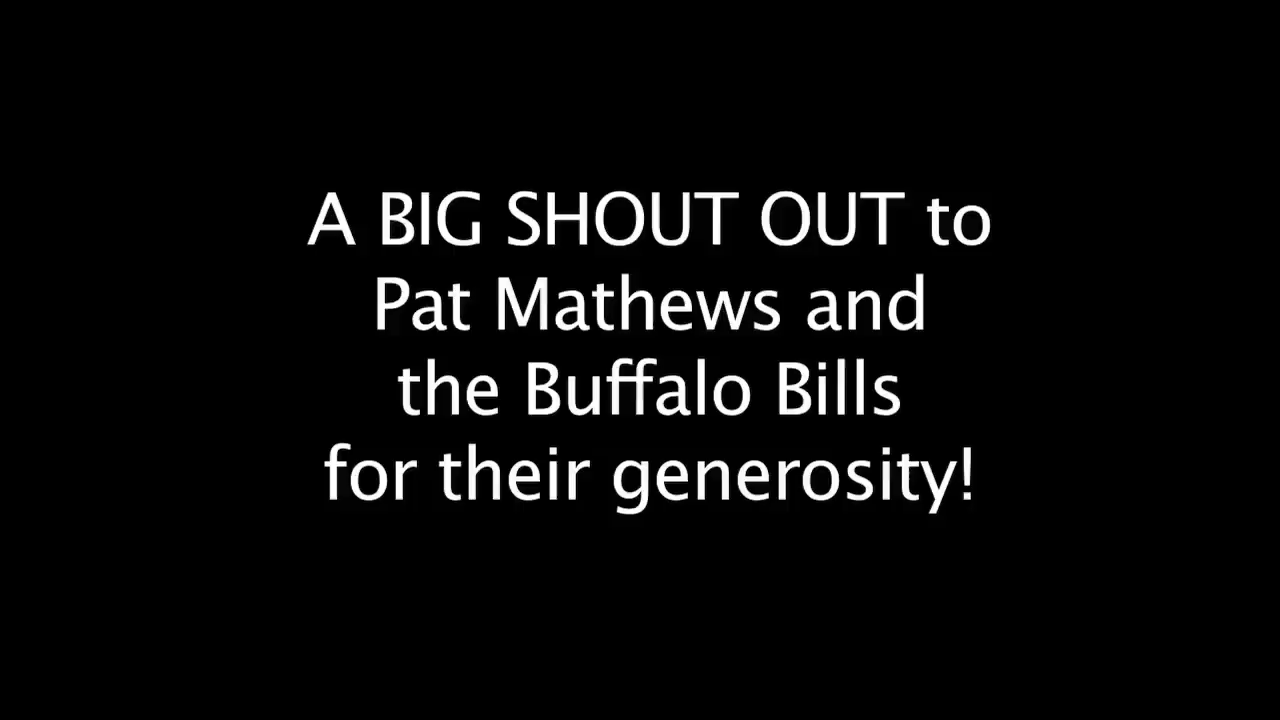 A BIG SHOUT OUT to
Pat Mathews and
the Buffalo Bills
for their generosity!